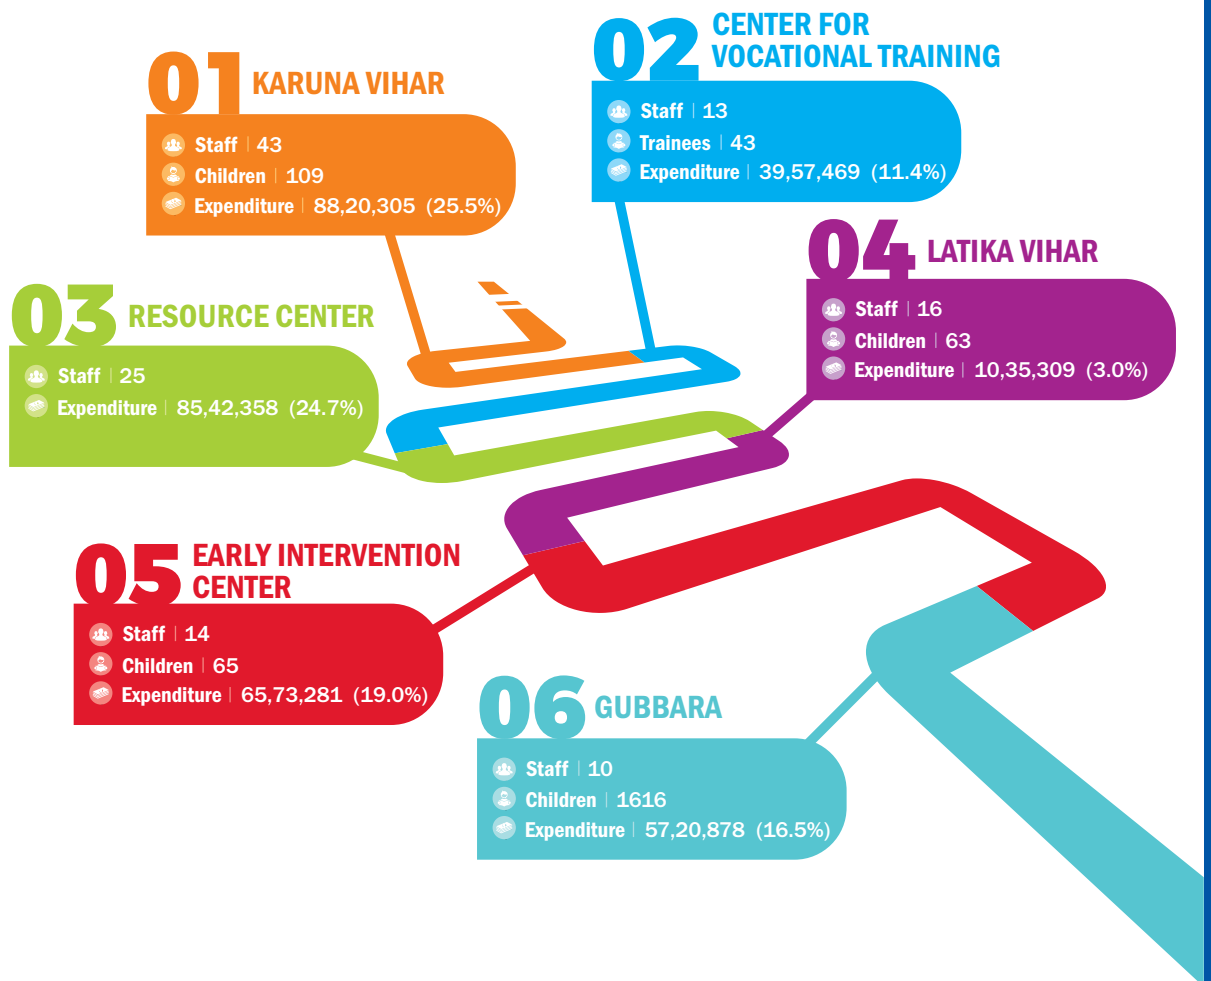 01 KARUNA VIHAR
Staff | 43
Children | 109
Expenditure | 88,20,305 (25.5%)
02 CENTER FOR
VOCATIONAL TRAINING
Staff | 13
Trainees | 43
Expenditure | 39,57,469 (11.4%)
03 RESOURCE CENTER
Staff | 25
Expenditure | 85,42,358 (24.7%)
04 LATIKA VIHAR
Staff | 16
Children | 63
Expenditure | 10,35,309 (3.0%)
05 EARLY INTERVENTION
CENTER
Staff | 14
Children | 65
Expenditure | 65,73,281 (19.0%)
06 GUBBARA
Staff | 10
Children | 1616
Expenditure | 57,20,878 (16.5%)